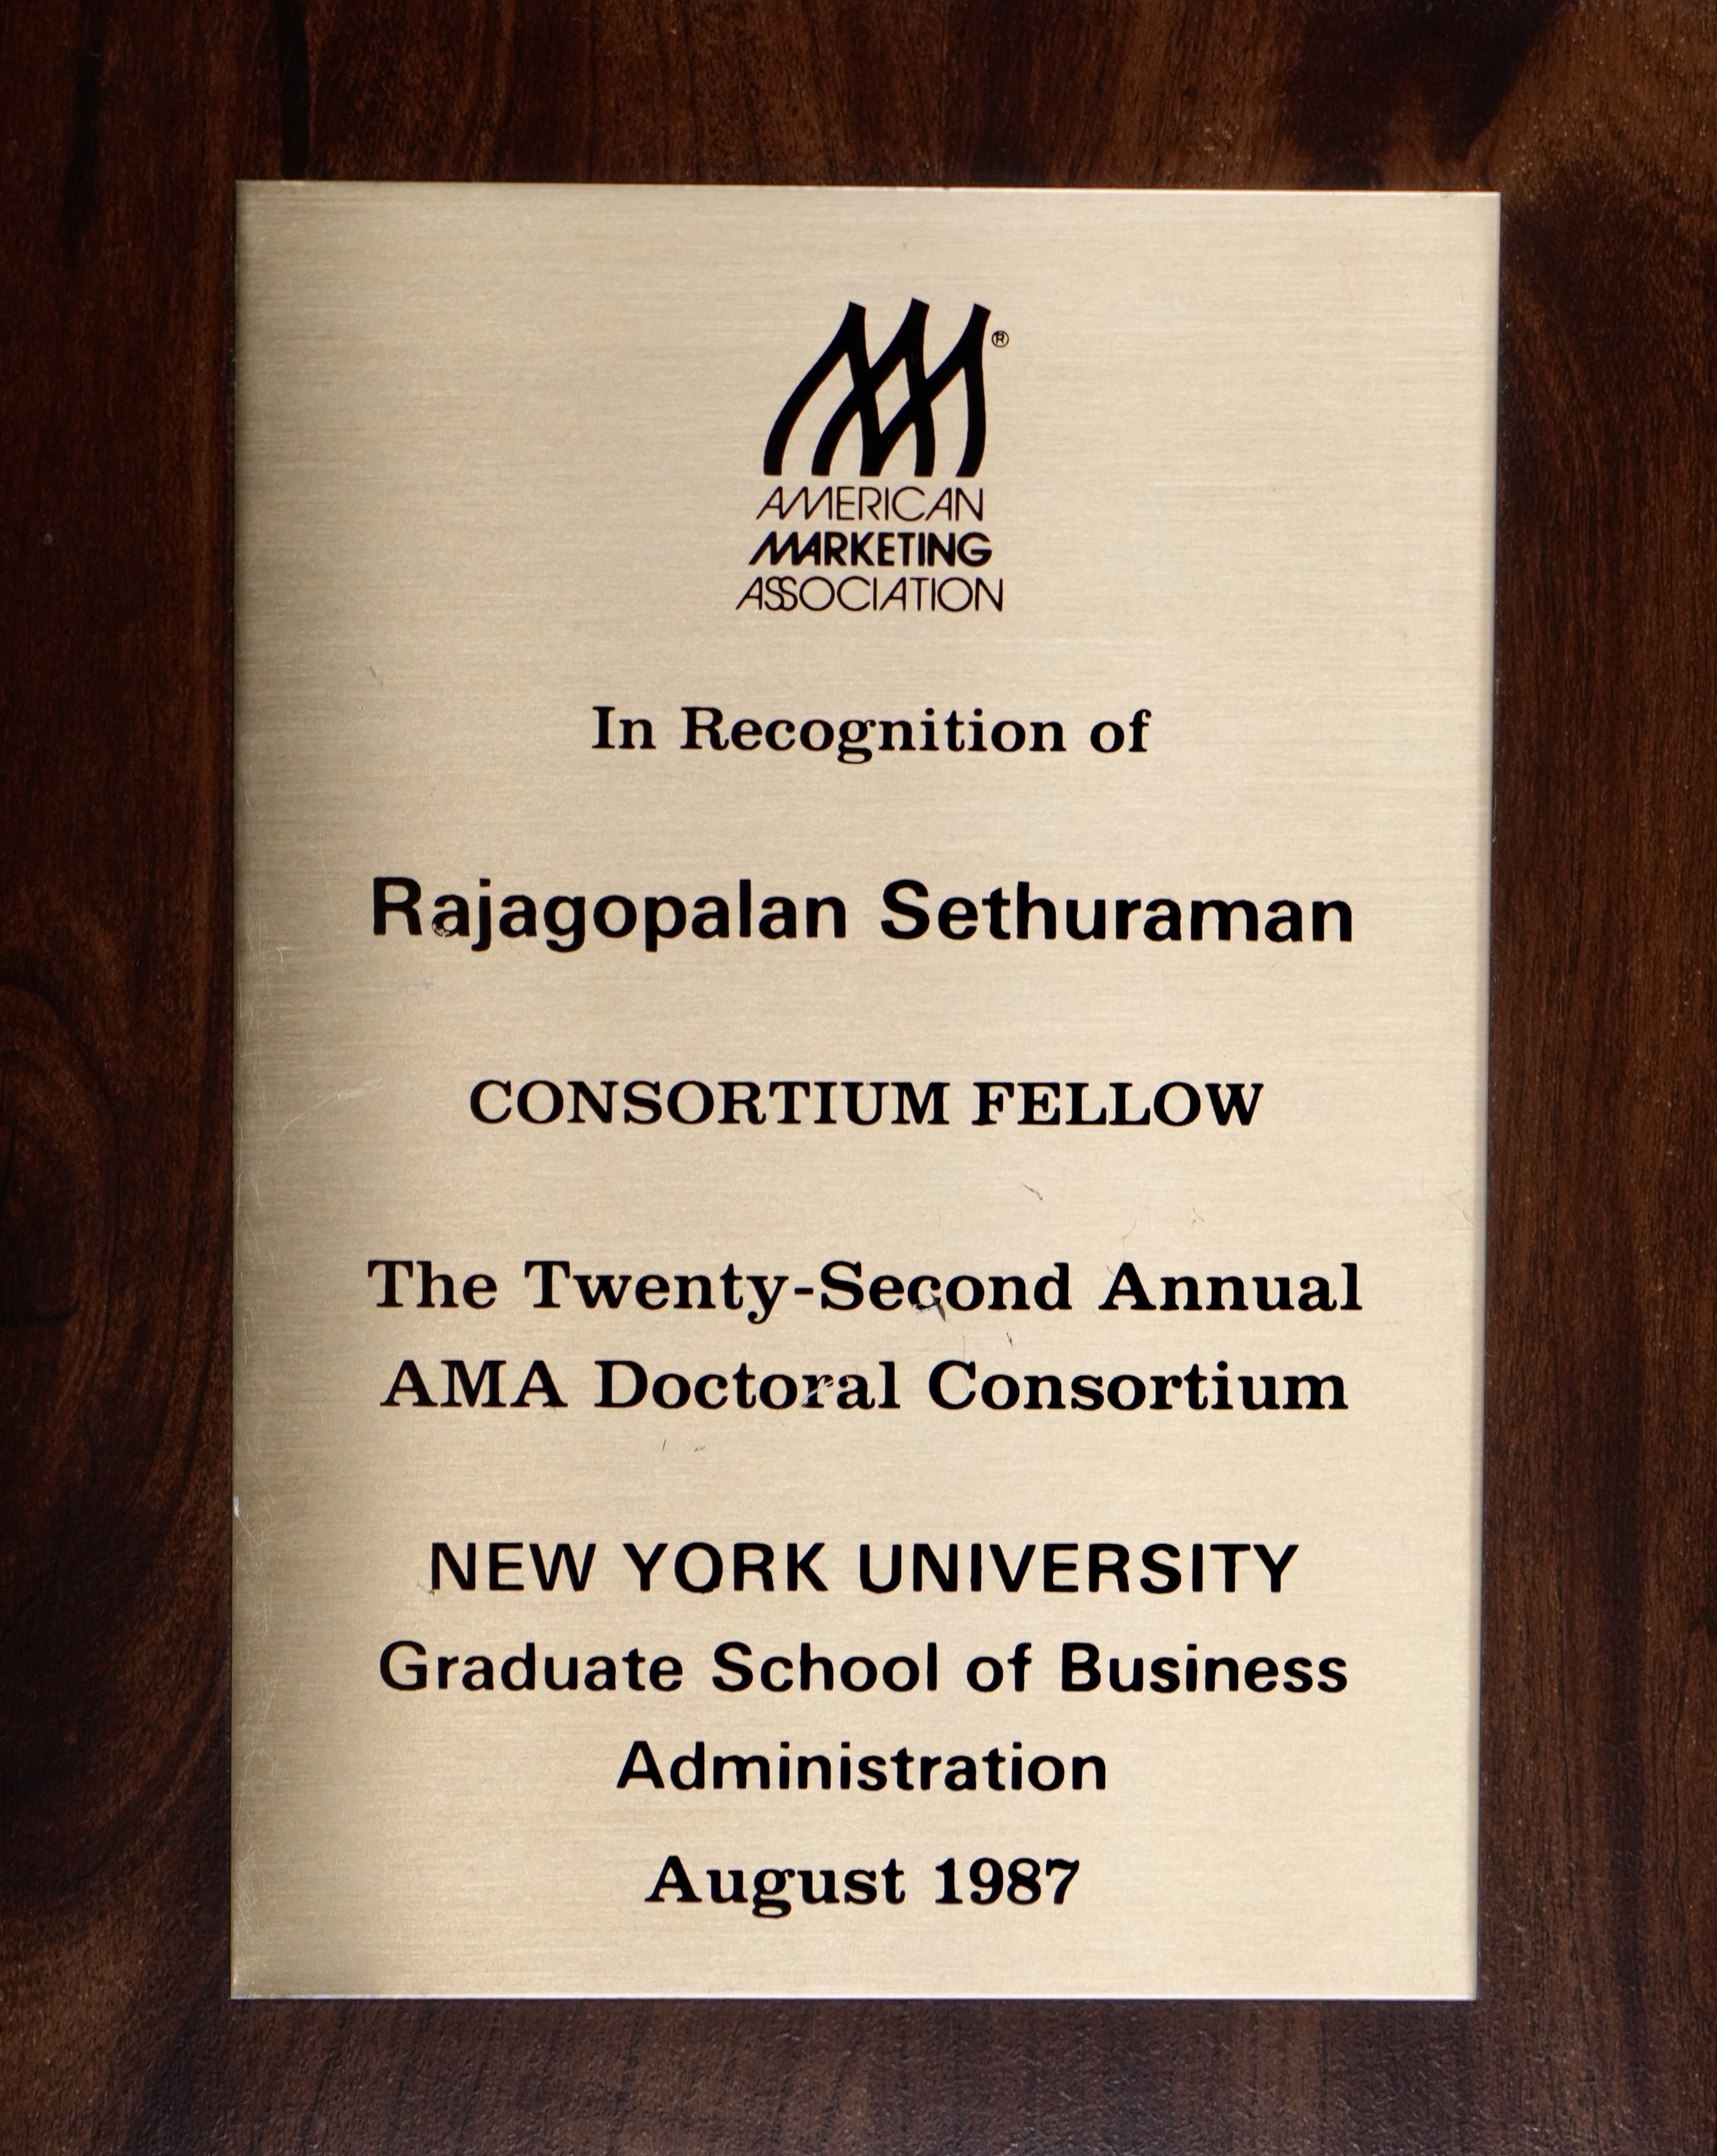 ®
AMERICAN
MARKETING
ASSOCIATION
In Recognition of
Rajagopalan Sethuraman
CONSORTIUM FELLOW
The Twenty-Second Annual
AMA Doctoral Consortium
NEW YORK UNIVERSITY
Graduate School of Business
Administration
August 1987